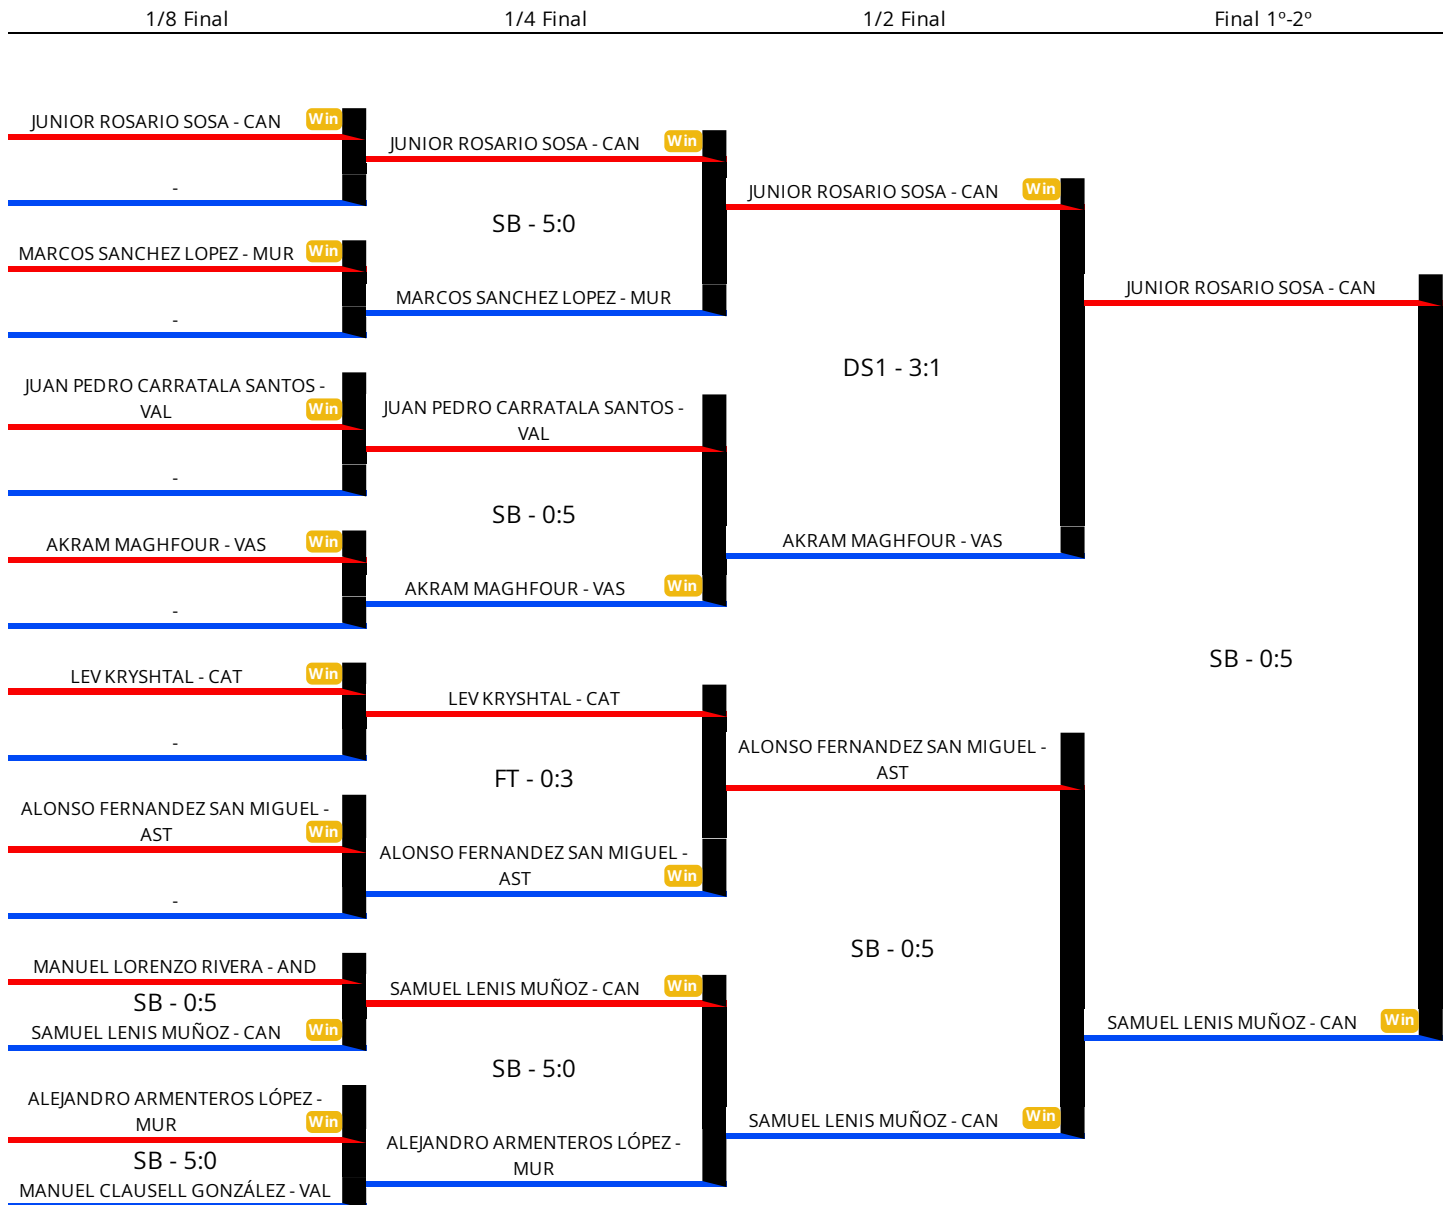 1/8 Final
1/4 Final
1/2 Final
Final 1º-2º
JUNIOR ROSARIO SOSA - CAN
Win
-
MARCOS SANCHEZ LOPEZ - MUR
Win
-
JUAN PEDRO CARRATALA SANTOS -
VAL
Win
-
AKRAM MAGHFOUR - VAS
Win
-
LEV KRYSHTAL - CAT
Win
-
ALONSO FERNANDEZ SAN MIGUEL -
AST
Win
-
MANUEL LORENZO RIVERA - AND
SB - 0:5
SAMUEL LENIS MUÑOZ - CAN
Win
ALEJANDRO ARMENTEROS LÓPEZ -
MUR
Win
SB - 5:0
MANUEL CLAUSELL GONZÁLEZ - VAL
JUNIOR ROSARIO SOSA - CAN
Win
SB - 5:0
MARCOS SANCHEZ LOPEZ - MUR
JUAN PEDRO CARRATALA SANTOS -
VAL
SB - 0:5
AKRAM MAGHFOUR - VAS
Win
LEV KRYSHTAL - CAT
FT - 0:3
ALONSO FERNANDEZ SAN MIGUEL -
AST
Win
SAMUEL LENIS MUÑOZ - CAN
Win
SB - 5:0
ALEJANDRO ARMENTEROS LÓPEZ -
MUR
JUNIOR ROSARIO SOSA - CAN
Win
DS1 - 3:1
AKRAM MAGHFOUR - VAS
ALONSO FERNANDEZ SAN MIGUEL -
AST
SB - 0:5
SAMUEL LENIS MUÑOZ - CAN
Win
JUNIOR ROSARIO SOSA - CAN
SB - 0:5
SAMUEL LENIS MUÑOZ - CAN
Win